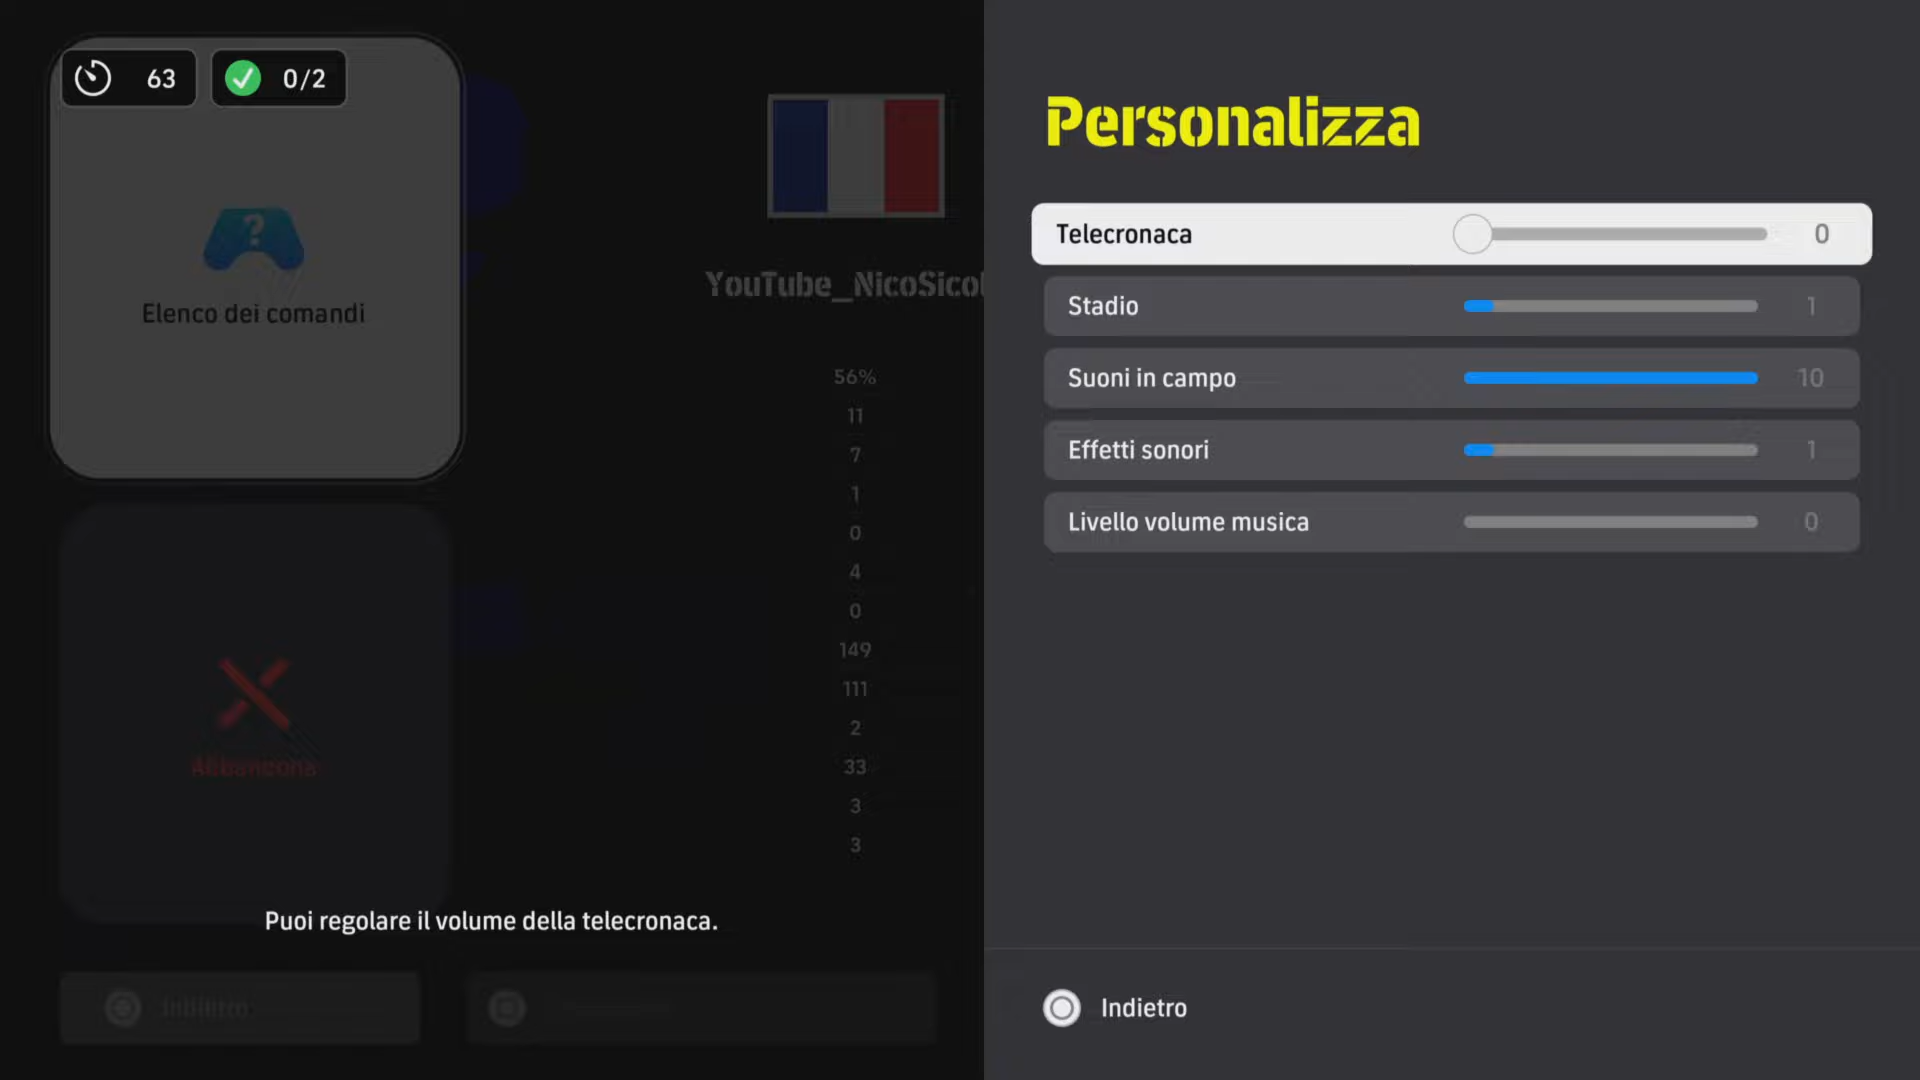 63
0/2
?
Elenco dei comandi
Abbandona
YouTube_NicoSico
56%
11
7
1
0
4
0
149
111
2
33
3
3
Puoi regolare il volume della telecronaca.
Indietro
Personalizza
Telecronaca 0
Stadio 1
Suoni in campo 10
Effetti sonori 1
Livello volume musica 0
Indietro